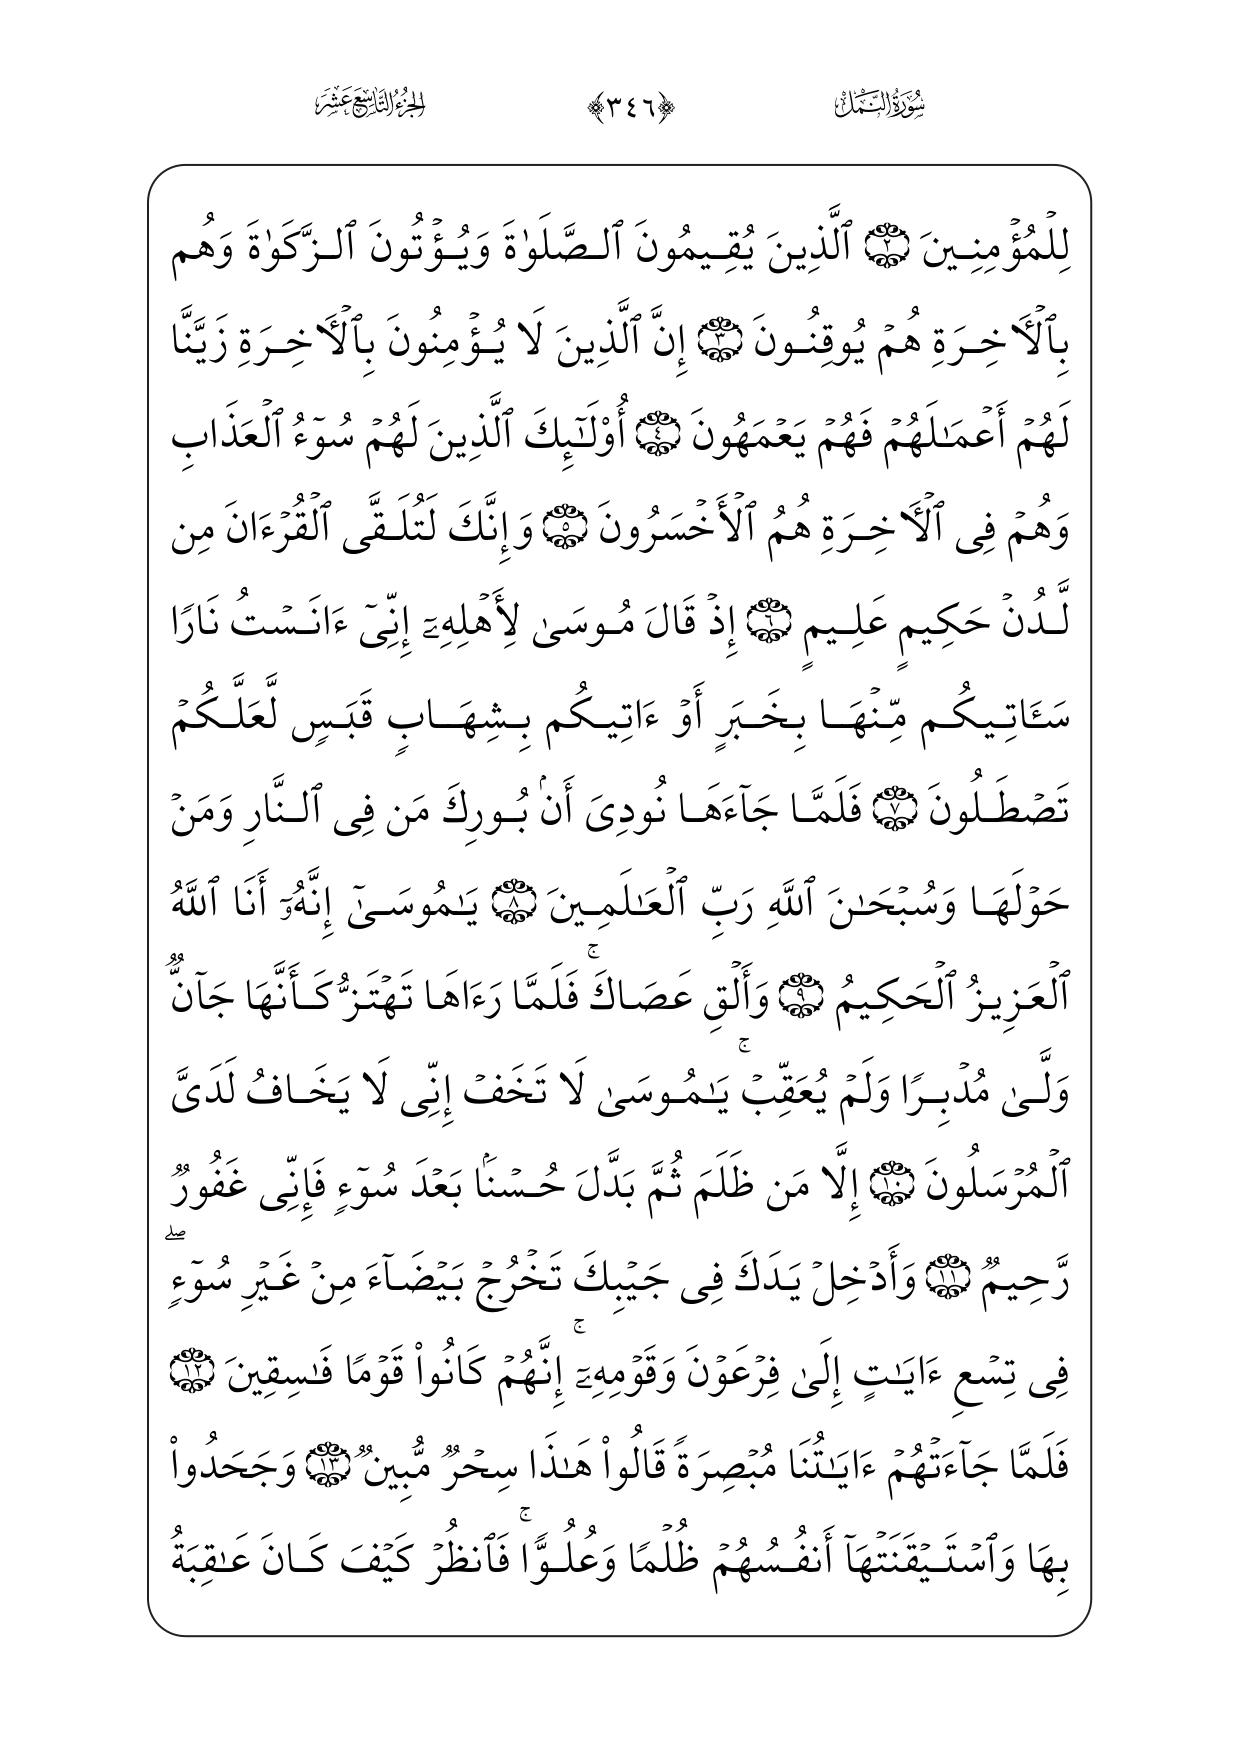 سُورَةُ النَّمل ﴿٣٤٦﴾ الجُزءُ التَّاسِعَ عَشَرَ
لِلۡمُؤۡمِنِينَ ٢ ٱلَّذِينَ يُقِيمُونَ ٱلصَّلَوٰةَ وَيُؤۡتُونَ ٱلزَّكَوٰةَ وَهُم
بِٱلۡأٓخِرَةِ هُمۡ يُوقِنُونَ ٣ إِنَّ ٱلَّذِينَ لَا يُؤۡمِنُونَ بِٱلۡأٓخِرَةِ زَيَّنَّا
لَهُمۡ أَعۡمَٰلَهُمۡ فَهُمۡ يَعۡمَهُونَ ٤ أُوْلَٰٓئِكَ ٱلَّذِينَ لَهُمۡ سُوٓءُ ٱلۡعَذَابِ
وَهُمۡ فِى ٱلۡأٓخِرَةِ هُمُ ٱلۡأَخۡسَرُونَ ٥ وَإِنَّكَ لَتُلَقَّى ٱلۡقُرۡءَانَ مِن
لَّدُنۡ حَكِيمٍ عَلِيمٍ ٦ إِذۡ قَالَ مُوسَىٰ لِأَهۡلِهِۦٓ إِنِّىٓ ءَانَسۡتُ نَارًا
سَـَٔاتِيكُم مِّنۡهَا بِخَبَرٍ أَوۡ ءَاتِيكُم بِشِهَابٍ قَبَسٍ لَّعَلَّكُمۡ
تَصۡطَلُونَ ٧ فَلَمَّا جَآءَهَا نُودِىَ أَنۢ بُورِكَ مَن فِى ٱلنَّارِ وَمَنۡ
حَوۡلَهَا وَسُبۡحَٰنَ ٱللَّهِ رَبِّ ٱلۡعَٰلَمِينَ ٨ يَٰمُوسَىٰٓ إِنَّهُۥٓ أَنَا ٱللَّهُ
ٱلۡعَزِيزُ ٱلۡحَكِيمُ ٩ وَأَلۡقِ عَصَاكَۚ فَلَمَّا رَءَاهَا تَهۡتَزُّ كَأَنَّهَا جَآنٌّ
وَلَّىٰ مُدۡبِرًا وَلَمۡ يُعَقِّبۡۚ يَٰمُوسَىٰ لَا تَخَفۡ إِنِّى لَا يَخَافُ لَدَىَّ
ٱلۡمُرۡسَلُونَ ١٠ إِلَّا مَن ظَلَمَ ثُمَّ بَدَّلَ حُسۡنَۢا بَعۡدَ سُوٓءٍ فَإِنِّى غَفُورٌ
رَّحِيمٌ ١١ وَأَدۡخِلۡ يَدَكَ فِى جَيۡبِكَ تَخۡرُجۡ بَيۡضَآءَ مِنۡ غَيۡرِ سُوٓءٍۖ
فِى تِسۡعِ ءَايَٰتٍ إِلَىٰ فِرۡعَوۡنَ وَقَوۡمِهِۦٓۚ إِنَّهُمۡ كَانُواْ قَوۡمًا فَٰسِقِينَ ١٢
فَلَمَّا جَآءَتۡهُمۡ ءَايَٰتُنَا مُبۡصِرَةً قَالُواْ هَٰذَا سِحۡرٌ مُّبِينٌ ١٣ وَجَحَدُواْ
بِهَا وَٱسۡتَيۡقَنَتۡهَآ أَنفُسُهُمۡ ظُلۡمًا وَعُلُوًّاۚ فَٱنظُرۡ كَيۡفَ كَانَ عَٰقِبَةُ